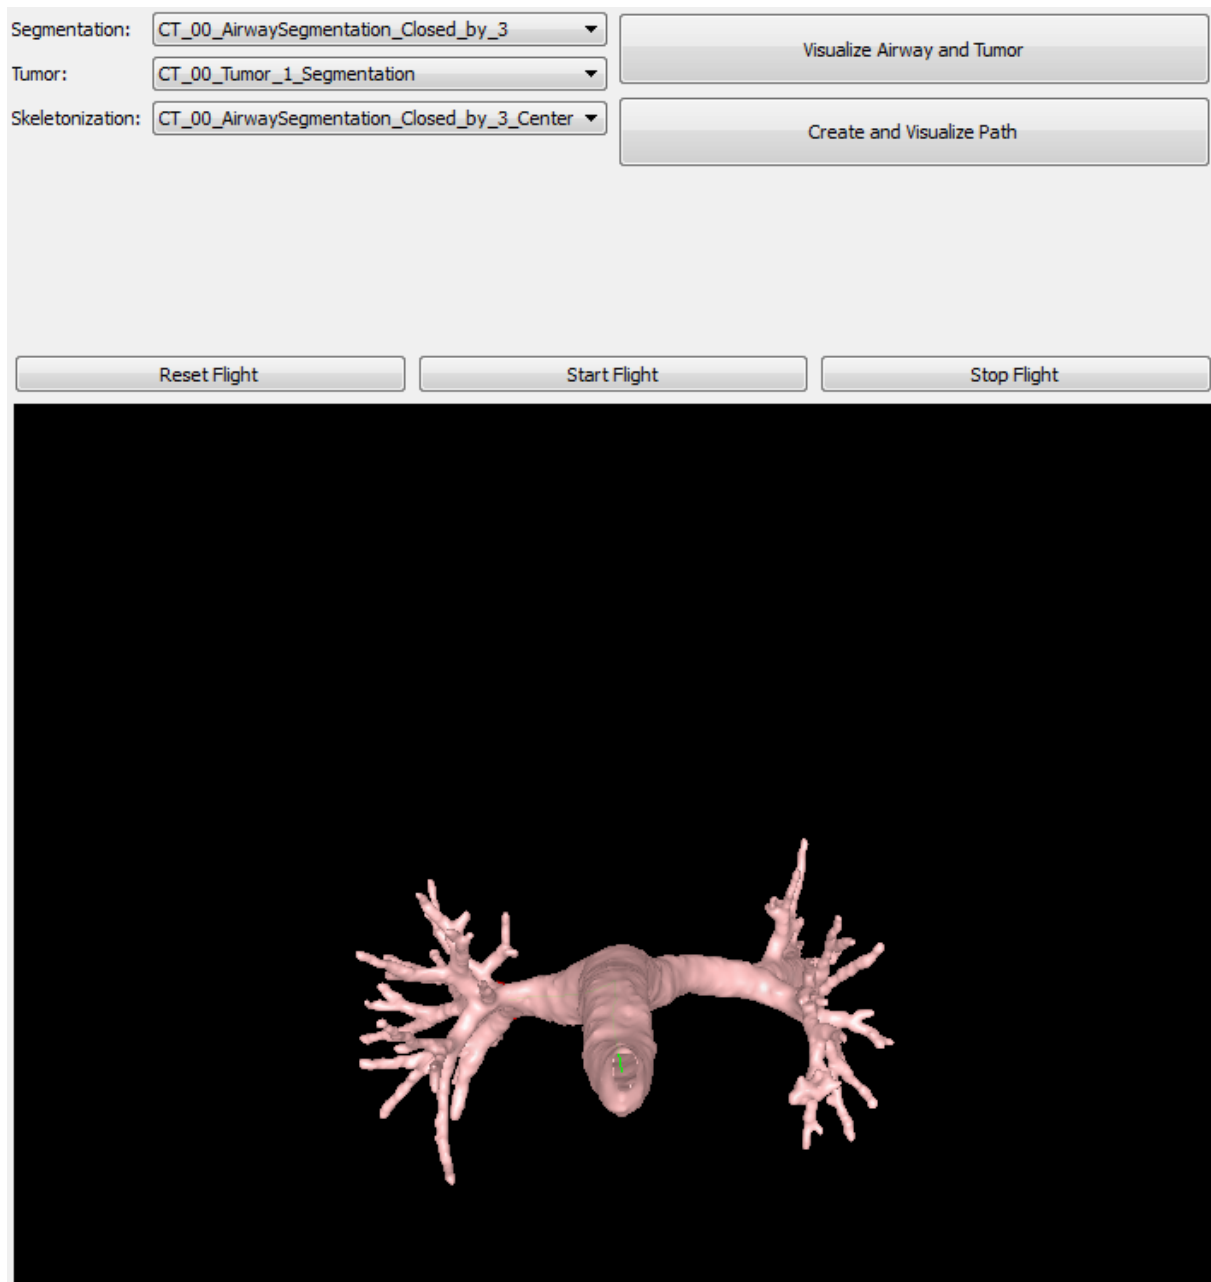 Segmentation: CT_00_AirwaySegmentation_Closed_by_3
Visualize Airway and Tumor
Tumor: CT_00_Tumor_1_Segmentation
Skeletonization: CT_00_AirwaySegmentation_Closed_by_3_Center
Create and Visualize Path
Reset Flight Start Flight Stop Flight